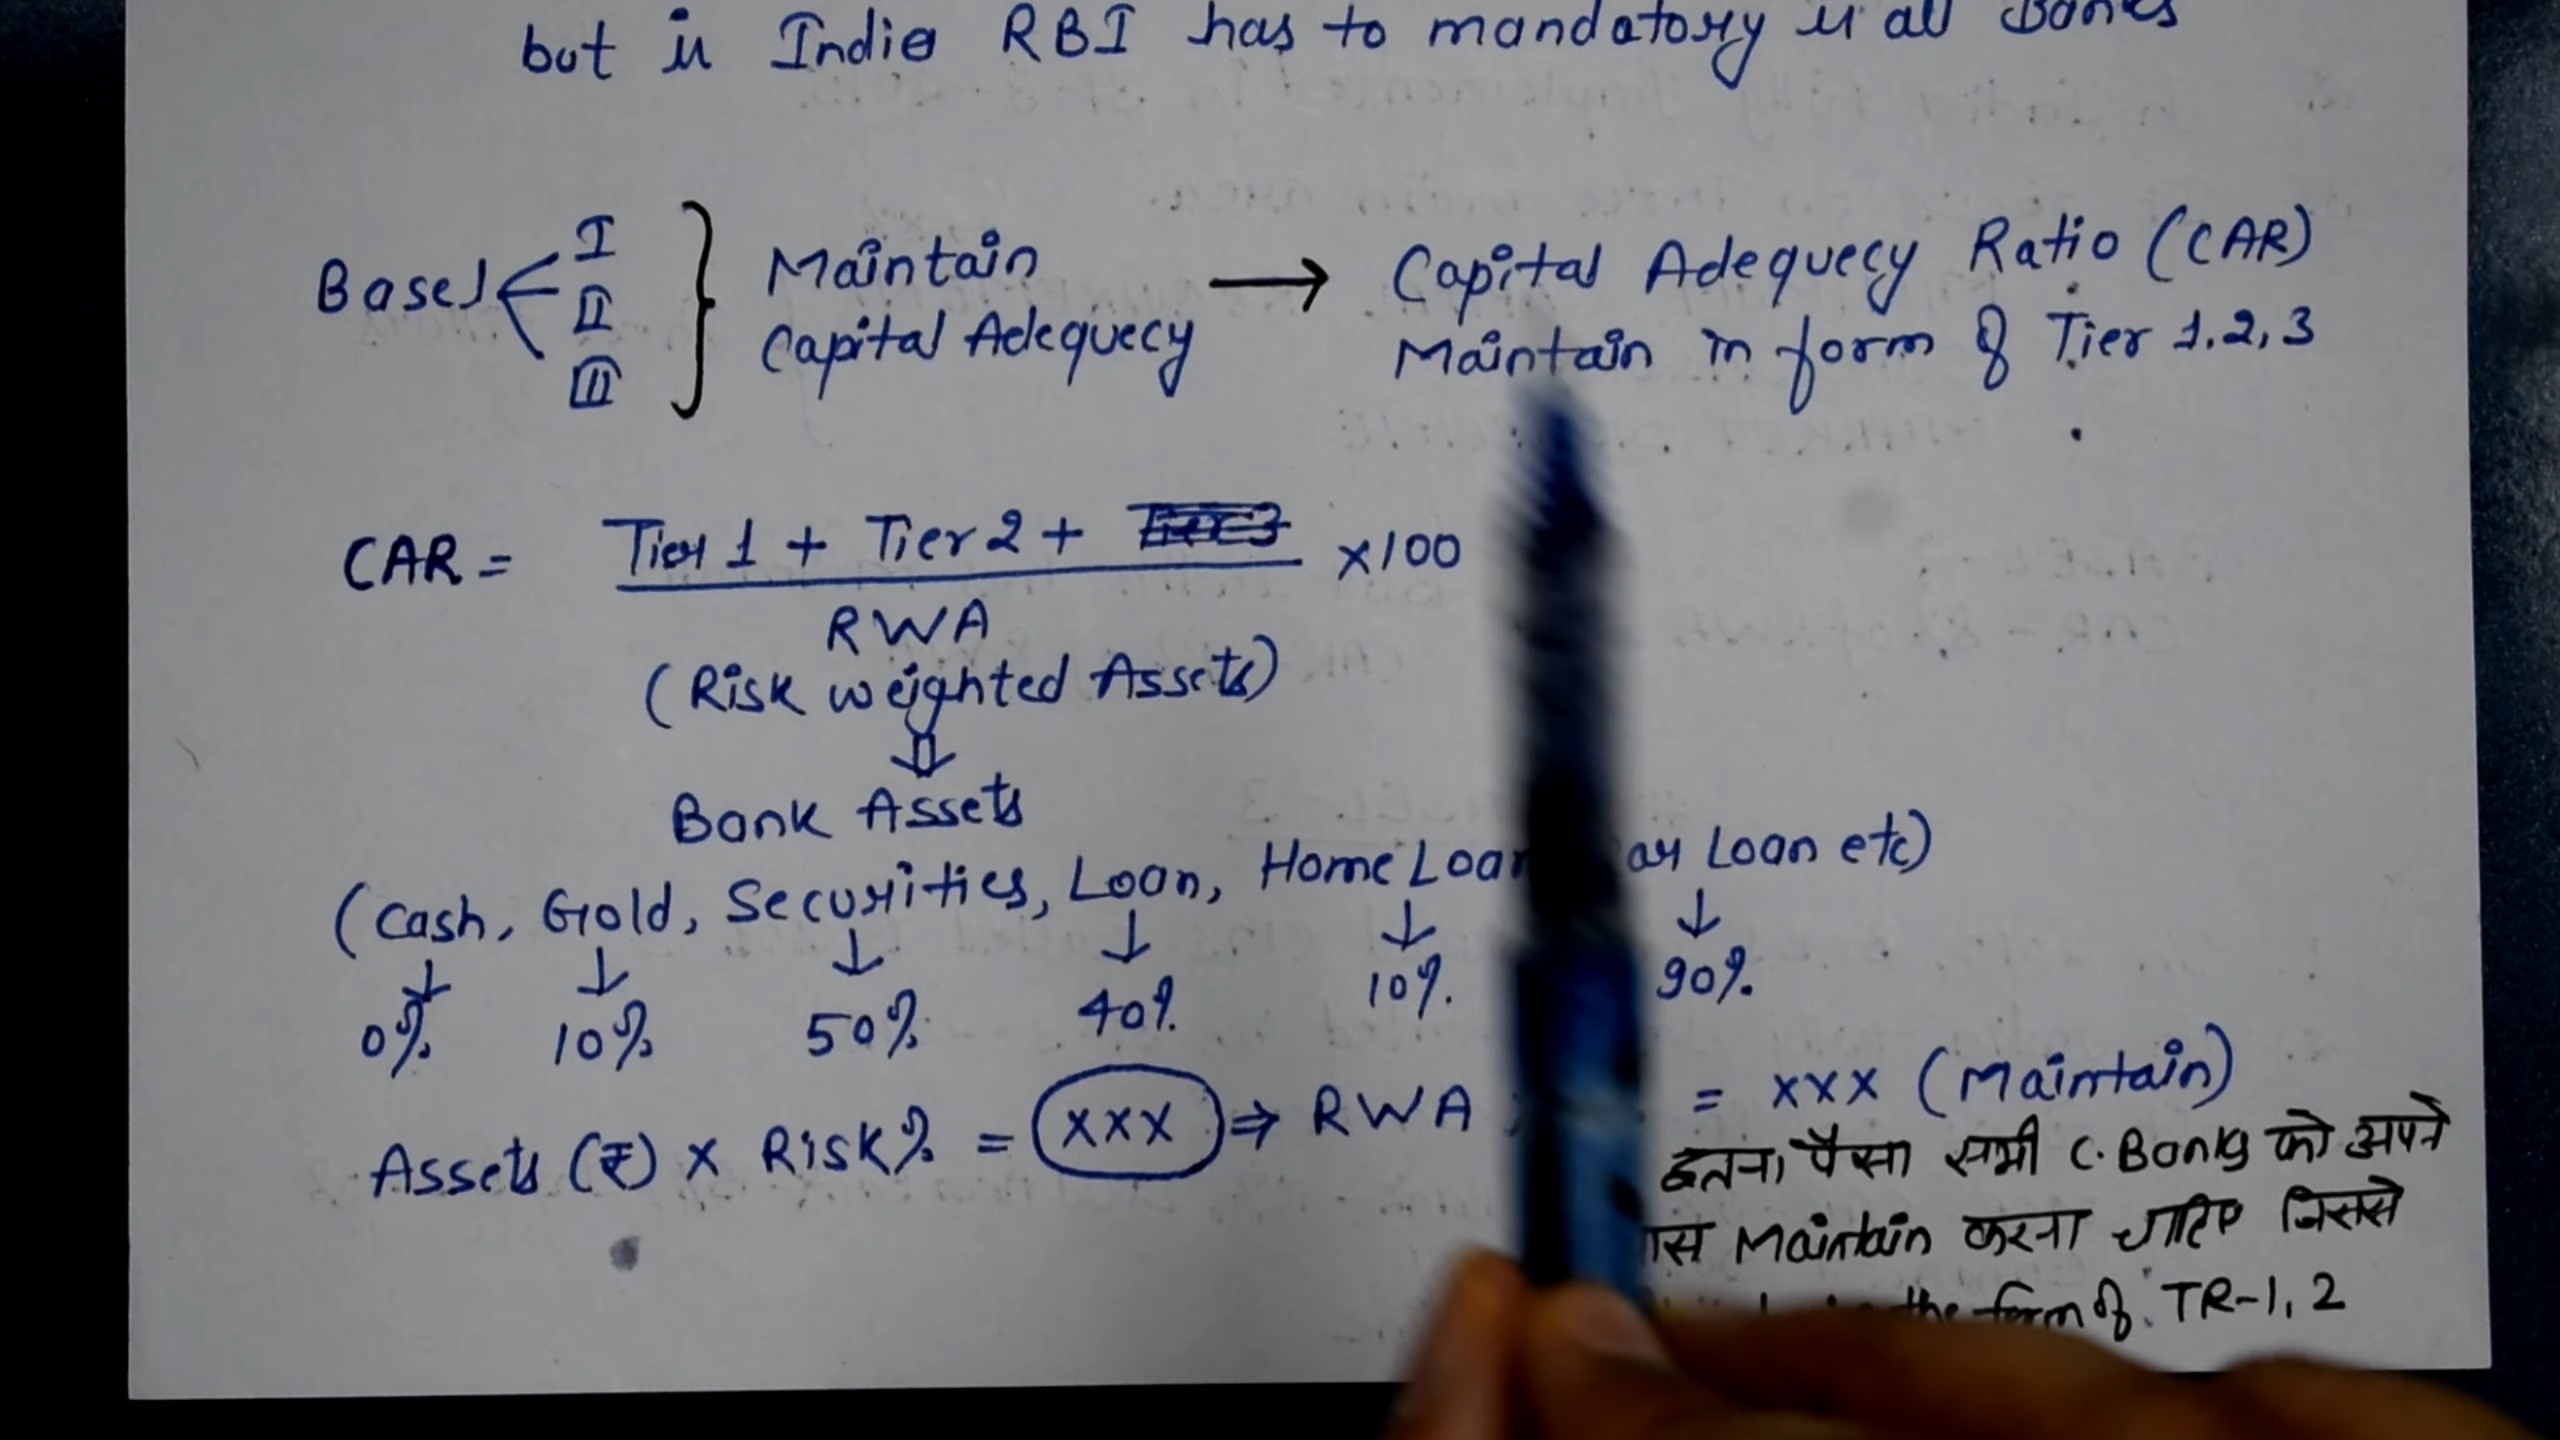 but in India RBI has to mandatory in all Banks
Basel I II III } Maintain Capital Adequecy → Capital Adequecy Ratio (CAR)
Maintain in form of Tier 1, 2, 3
CAR = Tier 1 + Tier 2 + Tier 3 ×100
RWA
(Risk weighted Assets)
⇓
Bank Assets
(Cash, Gold, Securities, Loan, Home Loan Loan etc)
↓ ↓ ↓ ↓ ↓ ↓
0% 10% 50% 40% 10% 90%
Assets (₹) × Risk% = xxx ⇒ RWA = xxx (Maintain)
इतना पैसा सभी C. Banks को अपने
Maintain करना चाहिए जिससे
the form of TR-1, 2